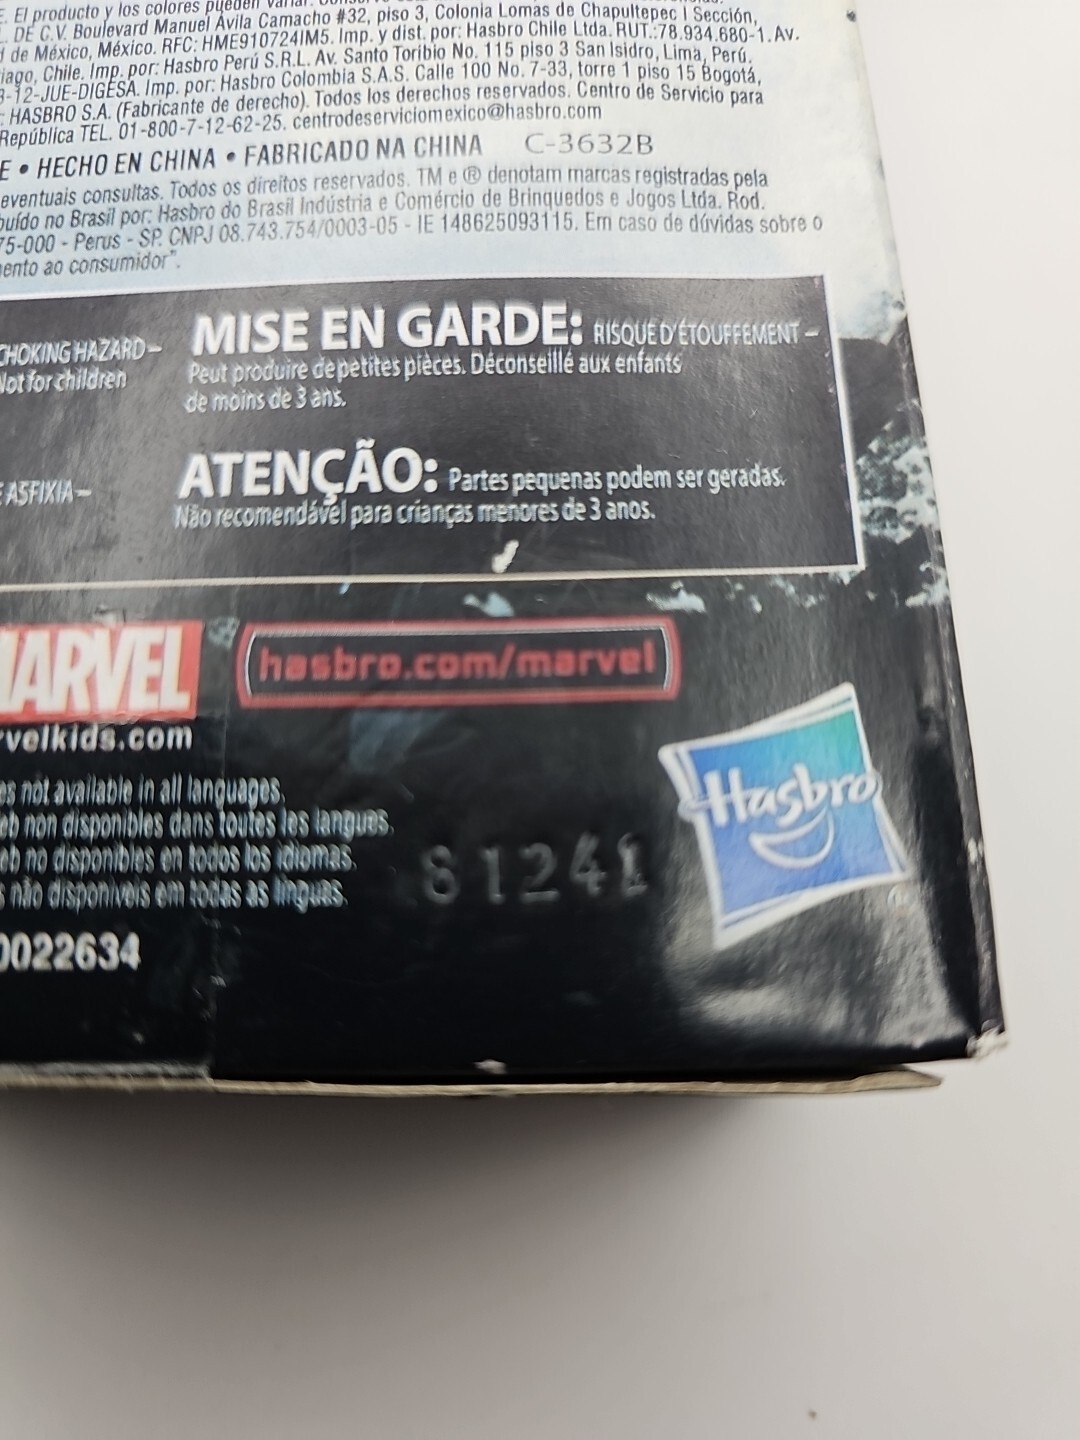 E. El producto y los colores pueden variar.
. DE C.V. Boulevard Manuel Ávila Camacho #32, piso 3, Colonia Lomas de Chapultepec I Sección,
d de México, México. RFC: HME910724IM5. Imp. y dist. por: Hasbro Chile Ltda. RUT.:78.934.680-1. Av.
iago, Chile. Imp. por: Hasbro Perú S.R.L. Av. Santo Toribio No. 115 piso 3 San Isidro, Lima, Perú.
3-12-JUE-DIGESA. Imp. por: Hasbro Colombia S.A.S. Calle 100 No. 7-33, torre 1 piso 15 Bogotá,
: HASBRO S.A. (Fabricante de derecho). Todos los derechos reservados. Centro de Servicio para
República TEL. 01-800-7-12-62-25. centrodeserviciomexico@hasbro.com
E • HECHO EN CHINA • FABRICADO NA CHINA C-3632B
eventuais consultas. Todos os direitos reservados. TM e ® denotam marcas registradas pela
buído no Brasil por: Hasbro do Brasil Indústria e Comércio de Brinquedos e Jogos Ltda. Rod.
75-000 - Perus - SP. CNPJ 08.743.754/0003-05 - IE 148625093115. Em caso de dúvidas sobre o
ento ao consumidor".
CHOKING HAZARD–
Not for children
MISE EN GARDE: RISQUE D'ÉTOUFFEMENT –
Peut produire de petites pièces. Déconseillé aux enfants
de moins de 3 ans.
E ASFIXIA–
ATENÇÃO: Partes pequenas podem ser geradas.
Não recomendável para crianças menores de 3 anos.
MARVEL
hasbro.com/marvel
rvelkids.com
Hasbro
es not available in all languages.
eb non disponibles dans toutes les langues.
eb no disponibles en todos los idiomas.
s não disponíveis em todas as línguas.
81241
0022634